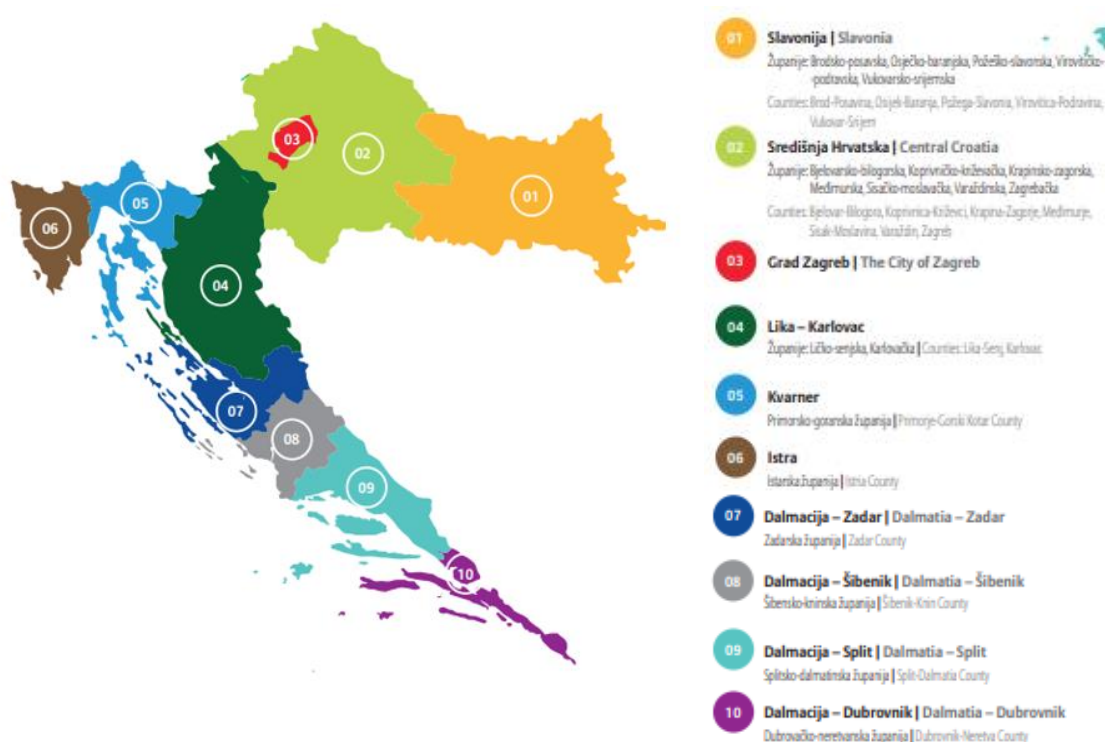 03
02
01
05
06
04
07
08
09
10
01 Slavonija | Slavonia
Županije: Brodsko-posavska, Osječko-baranjska, Požeško-slavonska, Virovitičko-
-podravska, Vukovarsko-srijemska
Counties: Brod-Posavina, Osijek-Baranja, Požega-Slavonia, Virovitica-Podravina,
Vukovar-Srijem
02 Središnja Hrvatska | Central Croatia
Županije: Bjelovarsko-bilogorska, Koprivničko-križevačka, Krapinsko-zagorska,
Međimurska, Sisačko-moslavačka, Varaždinska, Zagrebačka
Counties: Bjelovar-Bilogora, Koprivnica-Križevci, Krapina-Zagorje, Međimurje,
Sisak-Moslavina, Varaždin, Zagreb
03 Grad Zagreb | The City of Zagreb
04 Lika – Karlovac
Županije: Ličko-senjska, Karlovačka | Counties: Lika-Senj, Karlovac
05 Kvarner
Primorsko-goranska županija | Primorje-Gorski Kotar County
06 Istra
Istarska županija | Istria County
07 Dalmacija – Zadar | Dalmatia – Zadar
Zadarska županija | Zadar County
08 Dalmacija – Šibenik | Dalmatia – Šibenik
Šibensko-kninska županija | Šibenik-Knin County
09 Dalmacija – Split | Dalmatia – Split
Splitsko-dalmatinska županija | Split-Dalmatia County
10 Dalmacija – Dubrovnik | Dalmatia – Dubrovnik
Dubrovačko-neretvanska županija | Dubrovnik-Neretva County